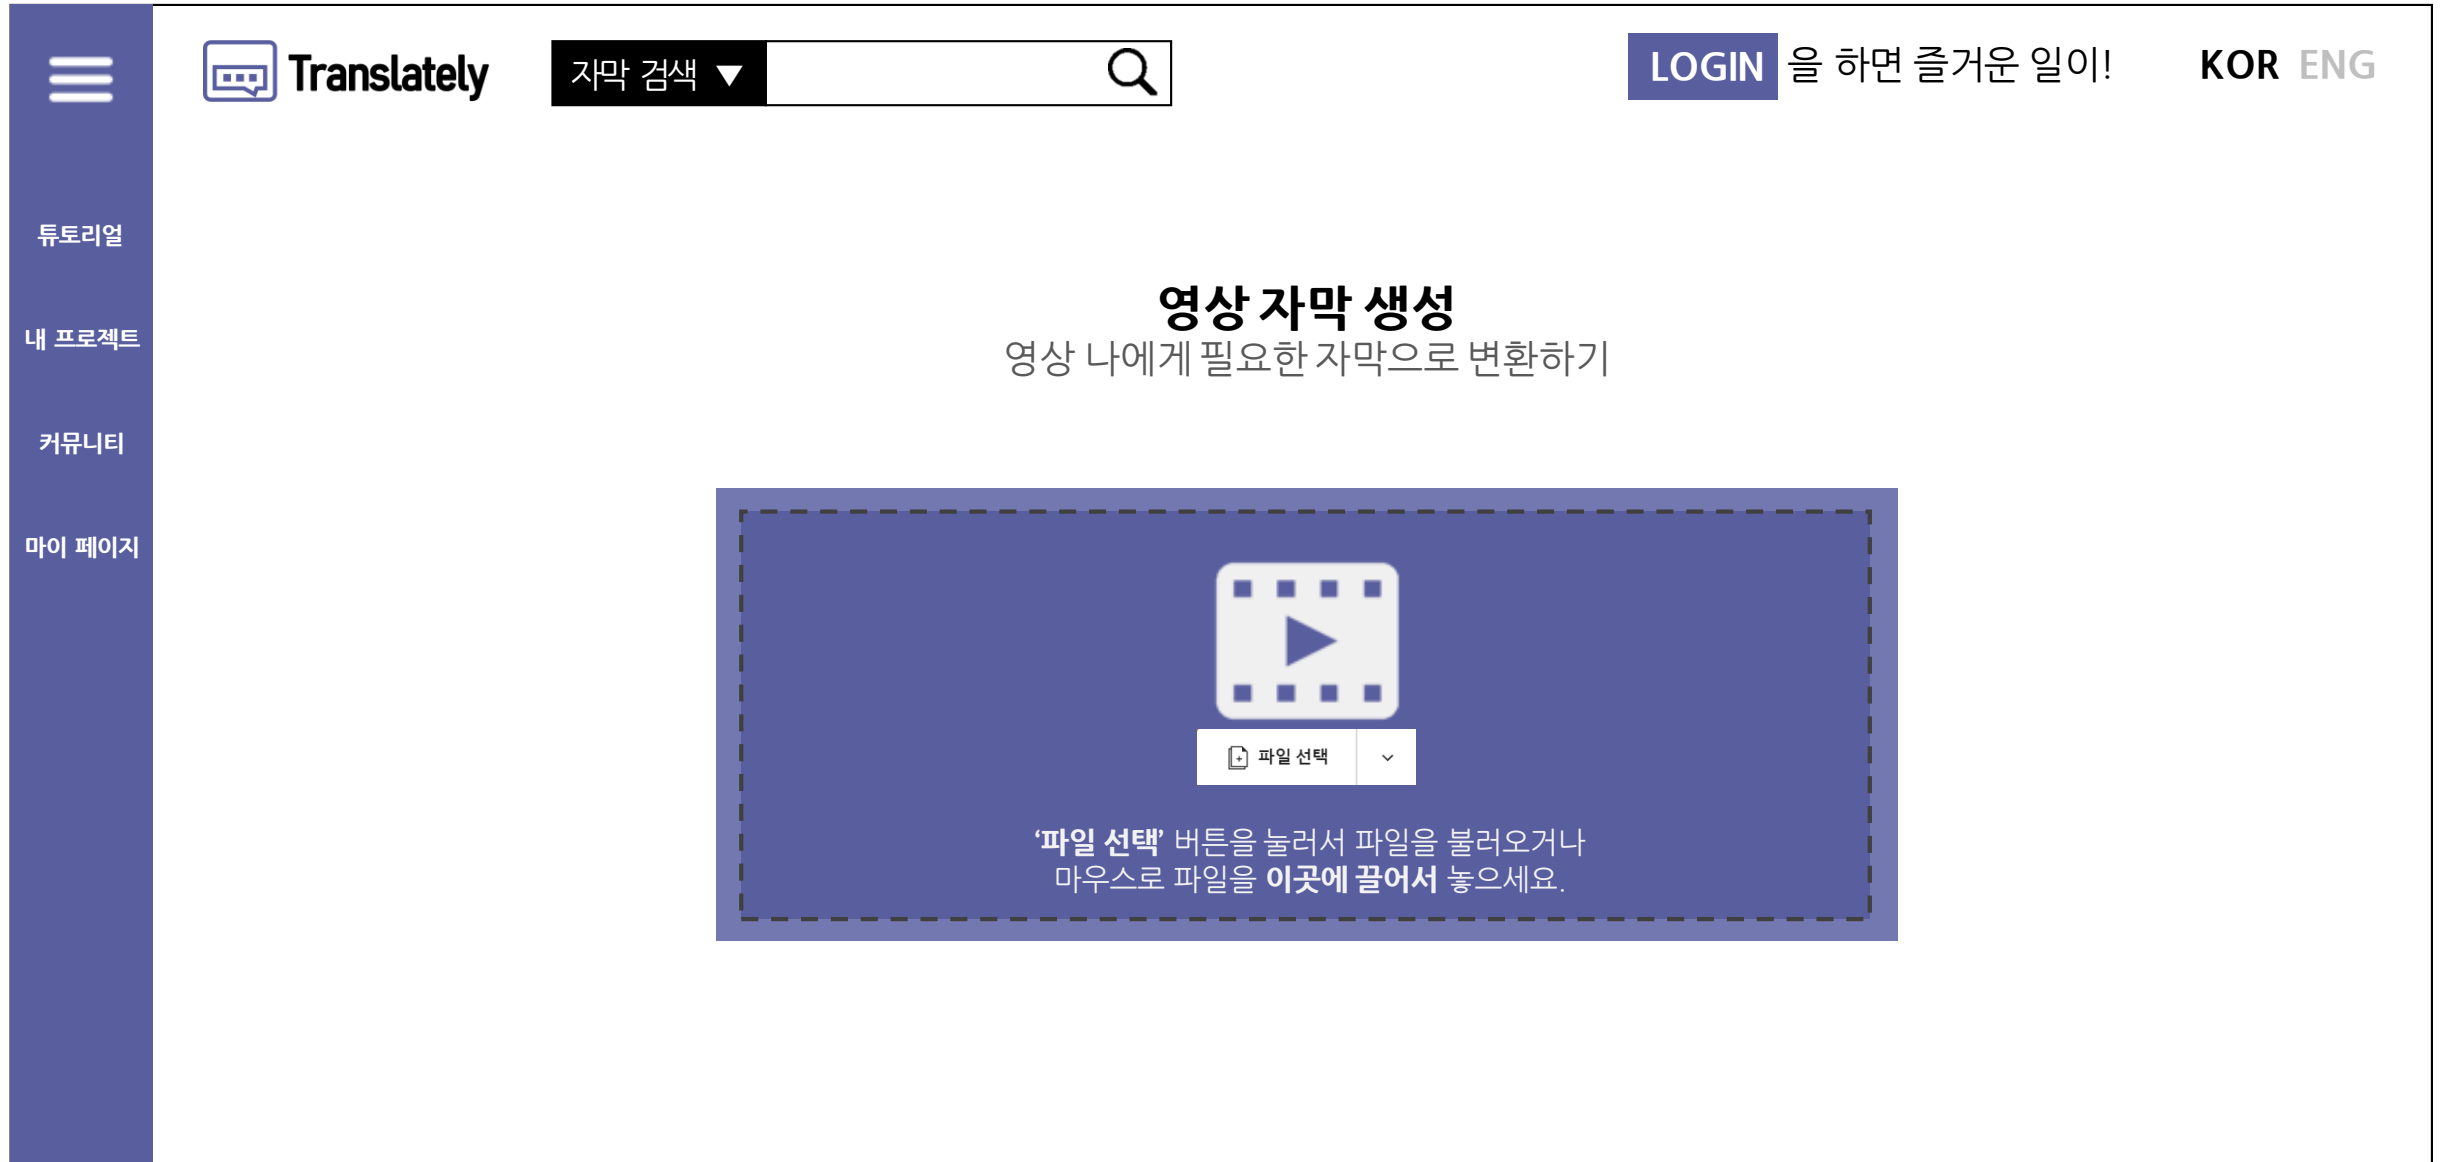 Translately
자막 검색 ▼
LOGIN 을 하면 즐거운 일이!
KOR ENG
튜토리얼
내 프로젝트
커뮤니티
마이 페이지
영상 자막 생성
영상 나에게 필요한 자막으로 변환하기
파일 선택
‘파일 선택’ 버튼을 눌러서 파일을 불러오거나
마우스로 파일을 이곳에 끌어서 놓으세요.